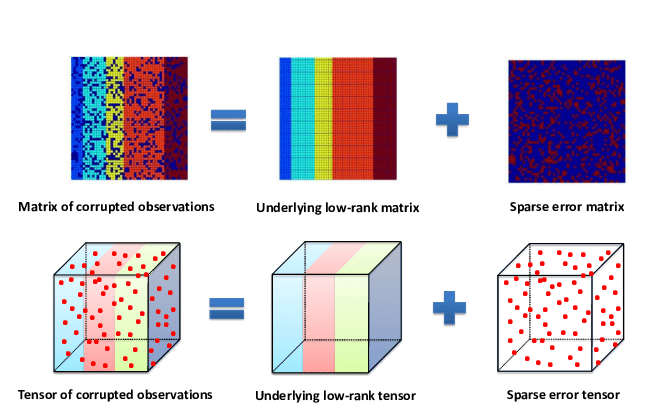 Matrix of corrupted observations
Underlying low-rank matrix
Sparse error matrix
Tensor of corrupted observations
Underlying low-rank tensor
Sparse error tensor